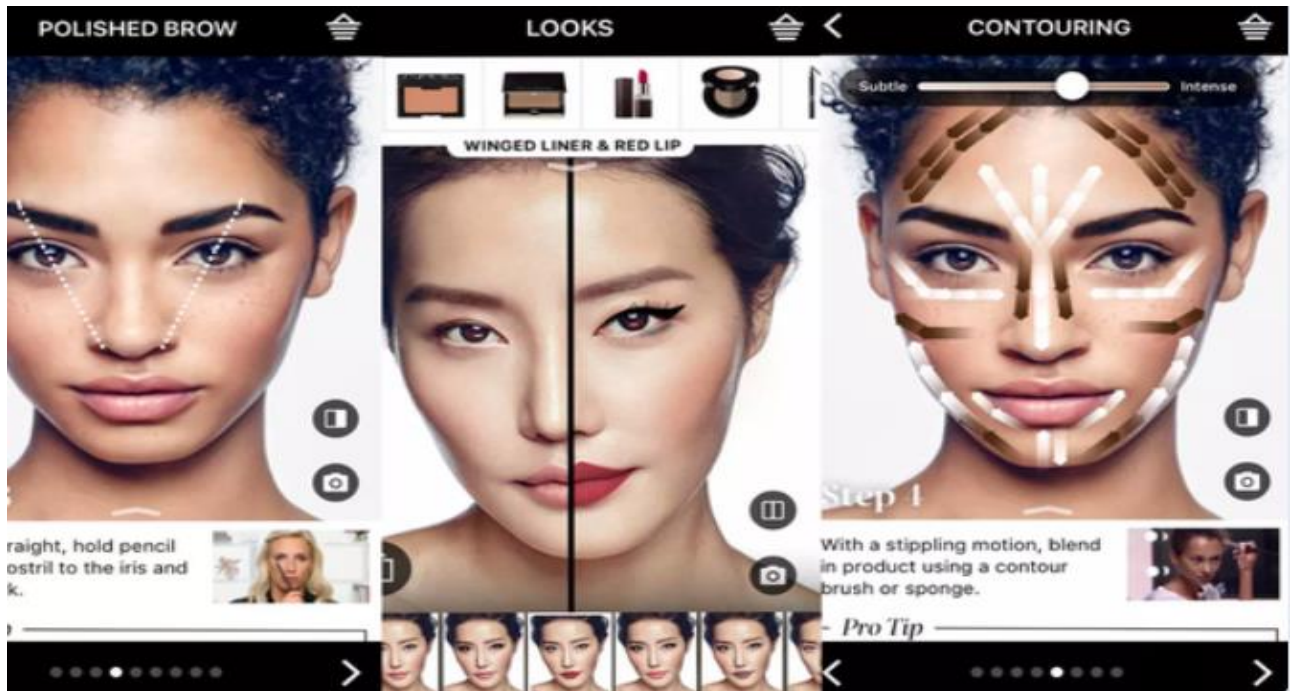 POLISHED BROW
raight, hold pencil
ostril to the iris and
k.
LOOKS
WINGED LINER & RED LIP
CONTOURING
Subtle
Intense
Step 4
With a stippling motion, blend
in product using a contour
brush or sponge.
Pro Tip